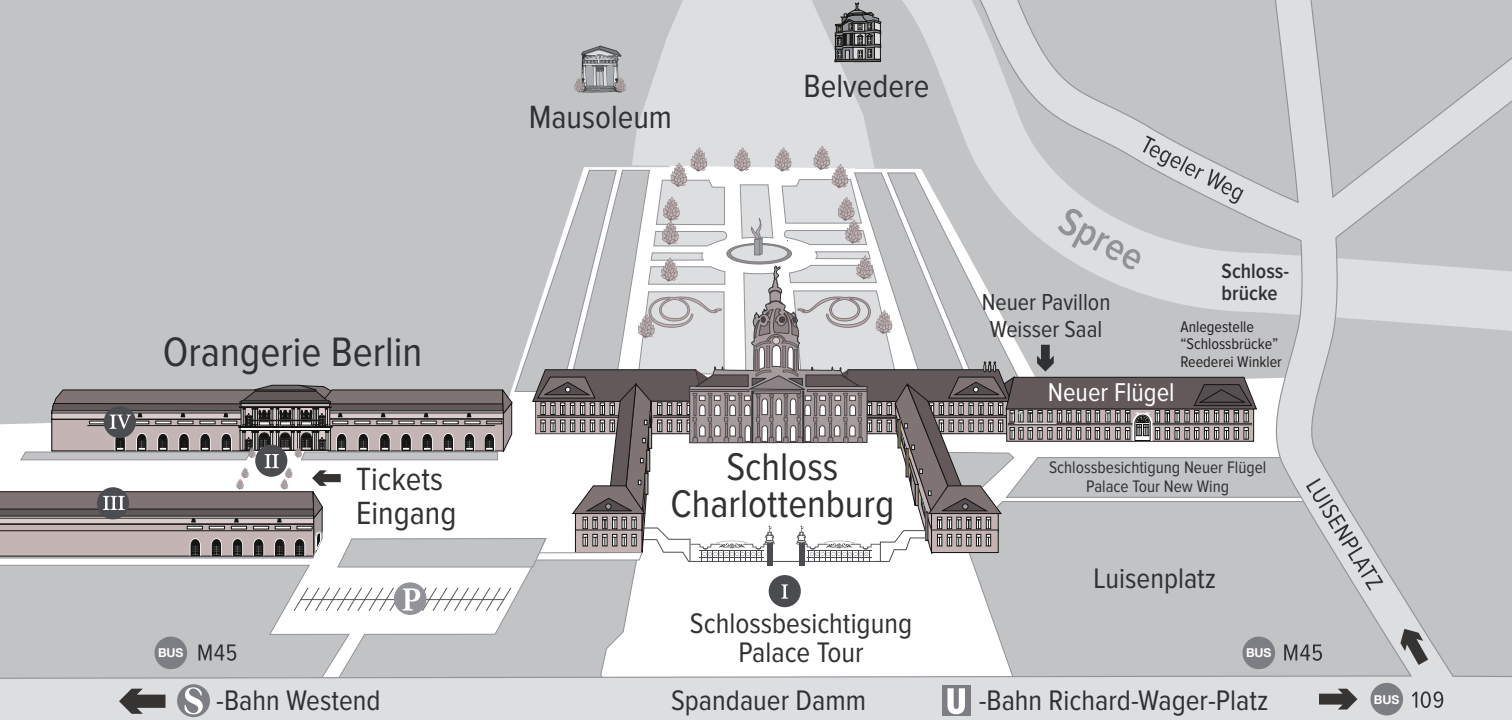 Belvedere
Mausoleum
Tegeler Weg
Spree
Schloss-
brücke
Neuer Pavillon
Weisser Saal
Anlegestelle
“Schlossbrücke”
Reederei Winkler
Orangerie Berlin
Neuer Flügel
IV
II
Tickets
Eingang
III
Schloss
Charlottenburg
Schlossbesichtigung Neuer Flügel
Palace Tour New Wing
LUISENPLATZ
Luisenplatz
P
I
Schlossbesichtigung
Palace Tour
BUS M45
BUS M45
S -Bahn Westend
Spandauer Damm
U -Bahn Richard-Wager-Platz
BUS 109